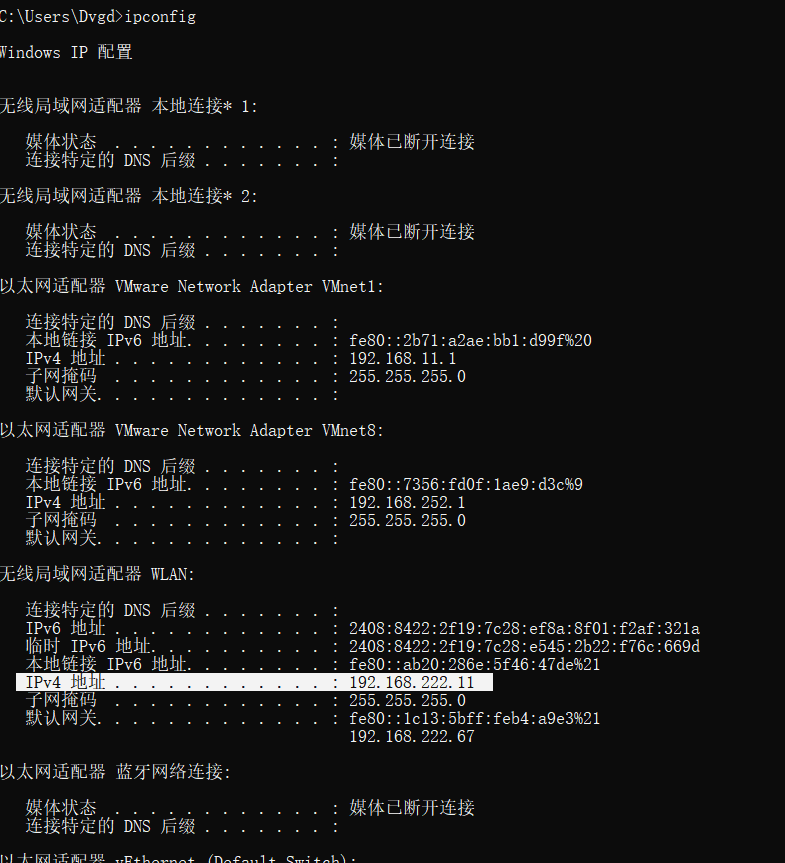 C:\Users\Dvgd>ipconfig
Windows IP 配置
无线局域网适配器 本地连接* 1:
媒体状态 . . . . . . . . . . . . : 媒体已断开连接
连接特定的 DNS 后缀 . . . . . . . :
无线局域网适配器 本地连接* 2:
媒体状态 . . . . . . . . . . . . : 媒体已断开连接
连接特定的 DNS 后缀 . . . . . . . :
以太网适配器 VMware Network Adapter VMnet1:
连接特定的 DNS 后缀 . . . . . . . :
本地链接 IPv6 地址. . . . . . . . : fe80::2b71:a2ae:bb1:d99f%20
IPv4 地址 . . . . . . . . . . . . : 192.168.11.1
子网掩码 . . . . . . . . . . . . : 255.255.255.0
默认网关. . . . . . . . . . . . . :
以太网适配器 VMware Network Adapter VMnet8:
连接特定的 DNS 后缀 . . . . . . . :
本地链接 IPv6 地址. . . . . . . . : fe80::7356:fd0f:1ae9:d3c%9
IPv4 地址 . . . . . . . . . . . . : 192.168.252.1
子网掩码 . . . . . . . . . . . . : 255.255.255.0
默认网关. . . . . . . . . . . . . :
无线局域网适配器 WLAN:
连接特定的 DNS 后缀 . . . . . . . :
IPv6 地址 . . . . . . . . . . . . : 2408:8422:2f19:7c28:ef8a:8f01:f2af:321a
临时 IPv6 地址. . . . . . . . . . : 2408:8422:2f19:7c28:e545:2b22:f76c:669d
本地链接 IPv6 地址. . . . . . . . : fe80::ab20:286e:5f46:47de%21
IPv4 地址 . . . . . . . . . . . . : 192.168.222.11
子网掩码 . . . . . . . . . . . . : 255.255.255.0
默认网关. . . . . . . . . . . . . : fe80::1c13:5bff:feb4:a9e3%21
192.168.222.67
以太网适配器 蓝牙网络连接:
媒体状态 . . . . . . . . . . . . : 媒体已断开连接
连接特定的 DNS 后缀 . . . . . . . :
以太网适配器 vEthernet (Default Switch):